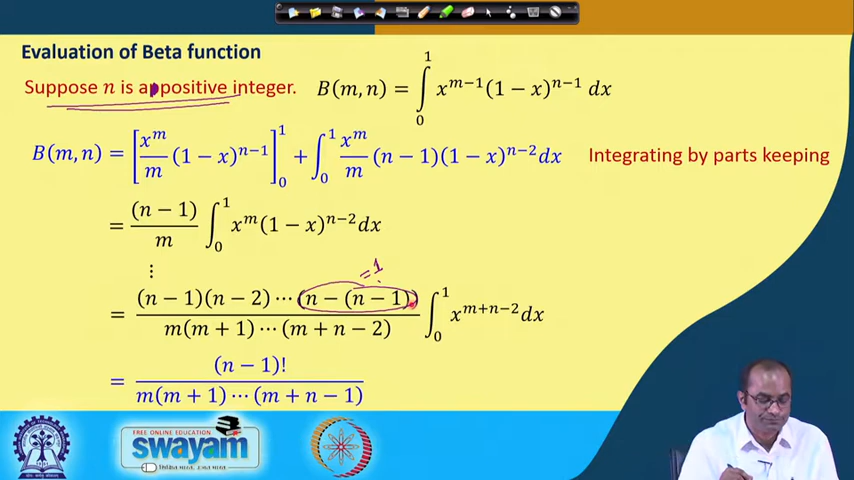 Evaluation of Beta function
Suppose n is appositive integer. B(m, n) = ∫₀¹ x^{m−1}(1 − x)^{n−1} dx
B(m, n) = [x^m/m (1 − x)^{n−1}]₀¹ + ∫₀¹ x^m/m (n − 1)(1 − x)^{n−2}dx Integrating by parts keeping
= (n − 1)/m ∫₀¹ x^m(1 − x)^{n−2}dx
⋮
=1
= (n − 1)(n − 2) ⋯ (n − (n − 1))/m(m + 1) ⋯ (m + n − 2) ∫₀¹ x^{m+n−2}dx
= (n − 1)!/m(m + 1) ⋯ (m + n − 1)
FREE ONLINE EDUCATION
swayam